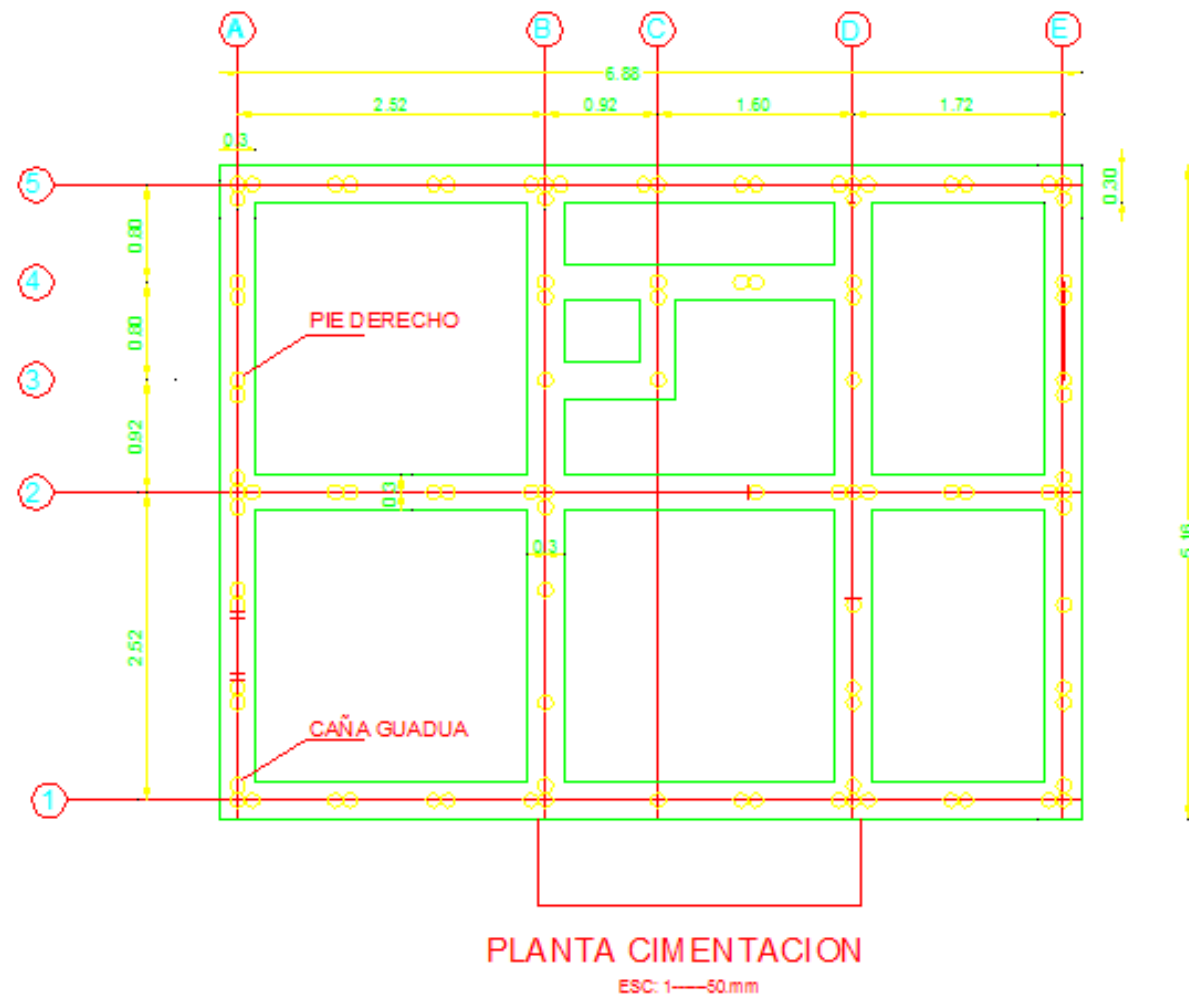 A B C D E
6.88
2.52 0.92 1.60 1.72
0.3
5
0.30
0.80
4
PIE DERECHO
0.80
3
0.92
2
0.3
0.3
2.52
CAÑA GUADUA
1
PLANTA CIMENTACION
ESC: 1-----50.mm